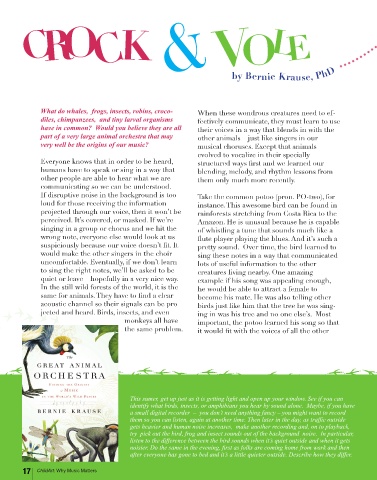 CROCK & VOLE
by Bernie Krause, PhD
What do whales, frogs, insects, robins, croco-
diles, chimpanzees, and tiny larval organisms
have in common? Would you believe they are all
part of a very large animal orchestra that may
very well be the origins of our music?
Everyone knows that in order to be heard,
humans have to speak or sing in a way that
other people are able to hear what we are
communicating so we can be understood.
If disruptive noise in the background is too
loud for those receiving the information
projected through our voice, then it won't be
perceived. It's covered, or masked. If we're
singing in a group or chorus and we hit the
wrong note, everyone else would look at us
suspiciously because our voice doesn't fit. It
would make the other singers in the choir
uncomfortable. Eventually, if we don't learn
to sing the right notes, we'll be asked to be
quiet or leave – hopefully in a very nice way.
In the still wild forests of the world, it is the
same for animals. They have to find a clear
acoustic channel so their signals can be pro-
jected and heard. Birds, insects, and even
monkeys all have
the same problem.
When these wondrous creatures need to ef-
fectively communicate, they must learn to use
their voices in a way that blends in with the
other animals – just like singers in our
musical choruses. Except that animals
evolved to vocalize in their specially
structured ways first and we learned our
blending, melody, and rhythm lessons from
them only much more recently.
Take the common potoo (pron. PO-two), for
instance. This awesome bird can be found in
rainforests stretching from Costa Rica to the
Amazon. He is unusual because he is capable
of whistling a tune that sounds much like a
flute player playing the blues. And it's such a
pretty sound. Over time, the bird learned to
sing these notes in a way that communicated
lots of useful information to the other
creatures living nearby. One amazing
example if his song was appealing enough,
he would be able to attract a female to
become his mate. He was also telling other
birds just like him that the tree he was sing-
ing in was his tree and no one else's. Most
important, the potoo learned his song so that
it would fit with the voices of all the other
THE
GREAT ANIMAL
ORCHESTRA
FINDING THE ORIGINS
of MUSIC
IN THE WORLD'S WILD PLACES
BERNIE KRAUSE
This summer, get up just as it is getting light and open up your window. See if you can
identify what birds, insects, or amphibians you hear by sound alone. Maybe, if you have
a small digital recorder – you don't need anything fancy – you might want to record
them so you can listen again at another time. Then later in the day, as traffic outside
gets heavier and human noise increases, make another recording and, on to playback,
try pick out the bird, frog and insect sounds out of the background noise. In particular,
listen to the difference between the bird sounds when it's quiet outside and when it gets
noisier. Do the same in the evening, first as folks are coming home from work and then
after everyone has gone to bed and it's a little quieter outside. Describe how they differ.
17 Why Music Matters